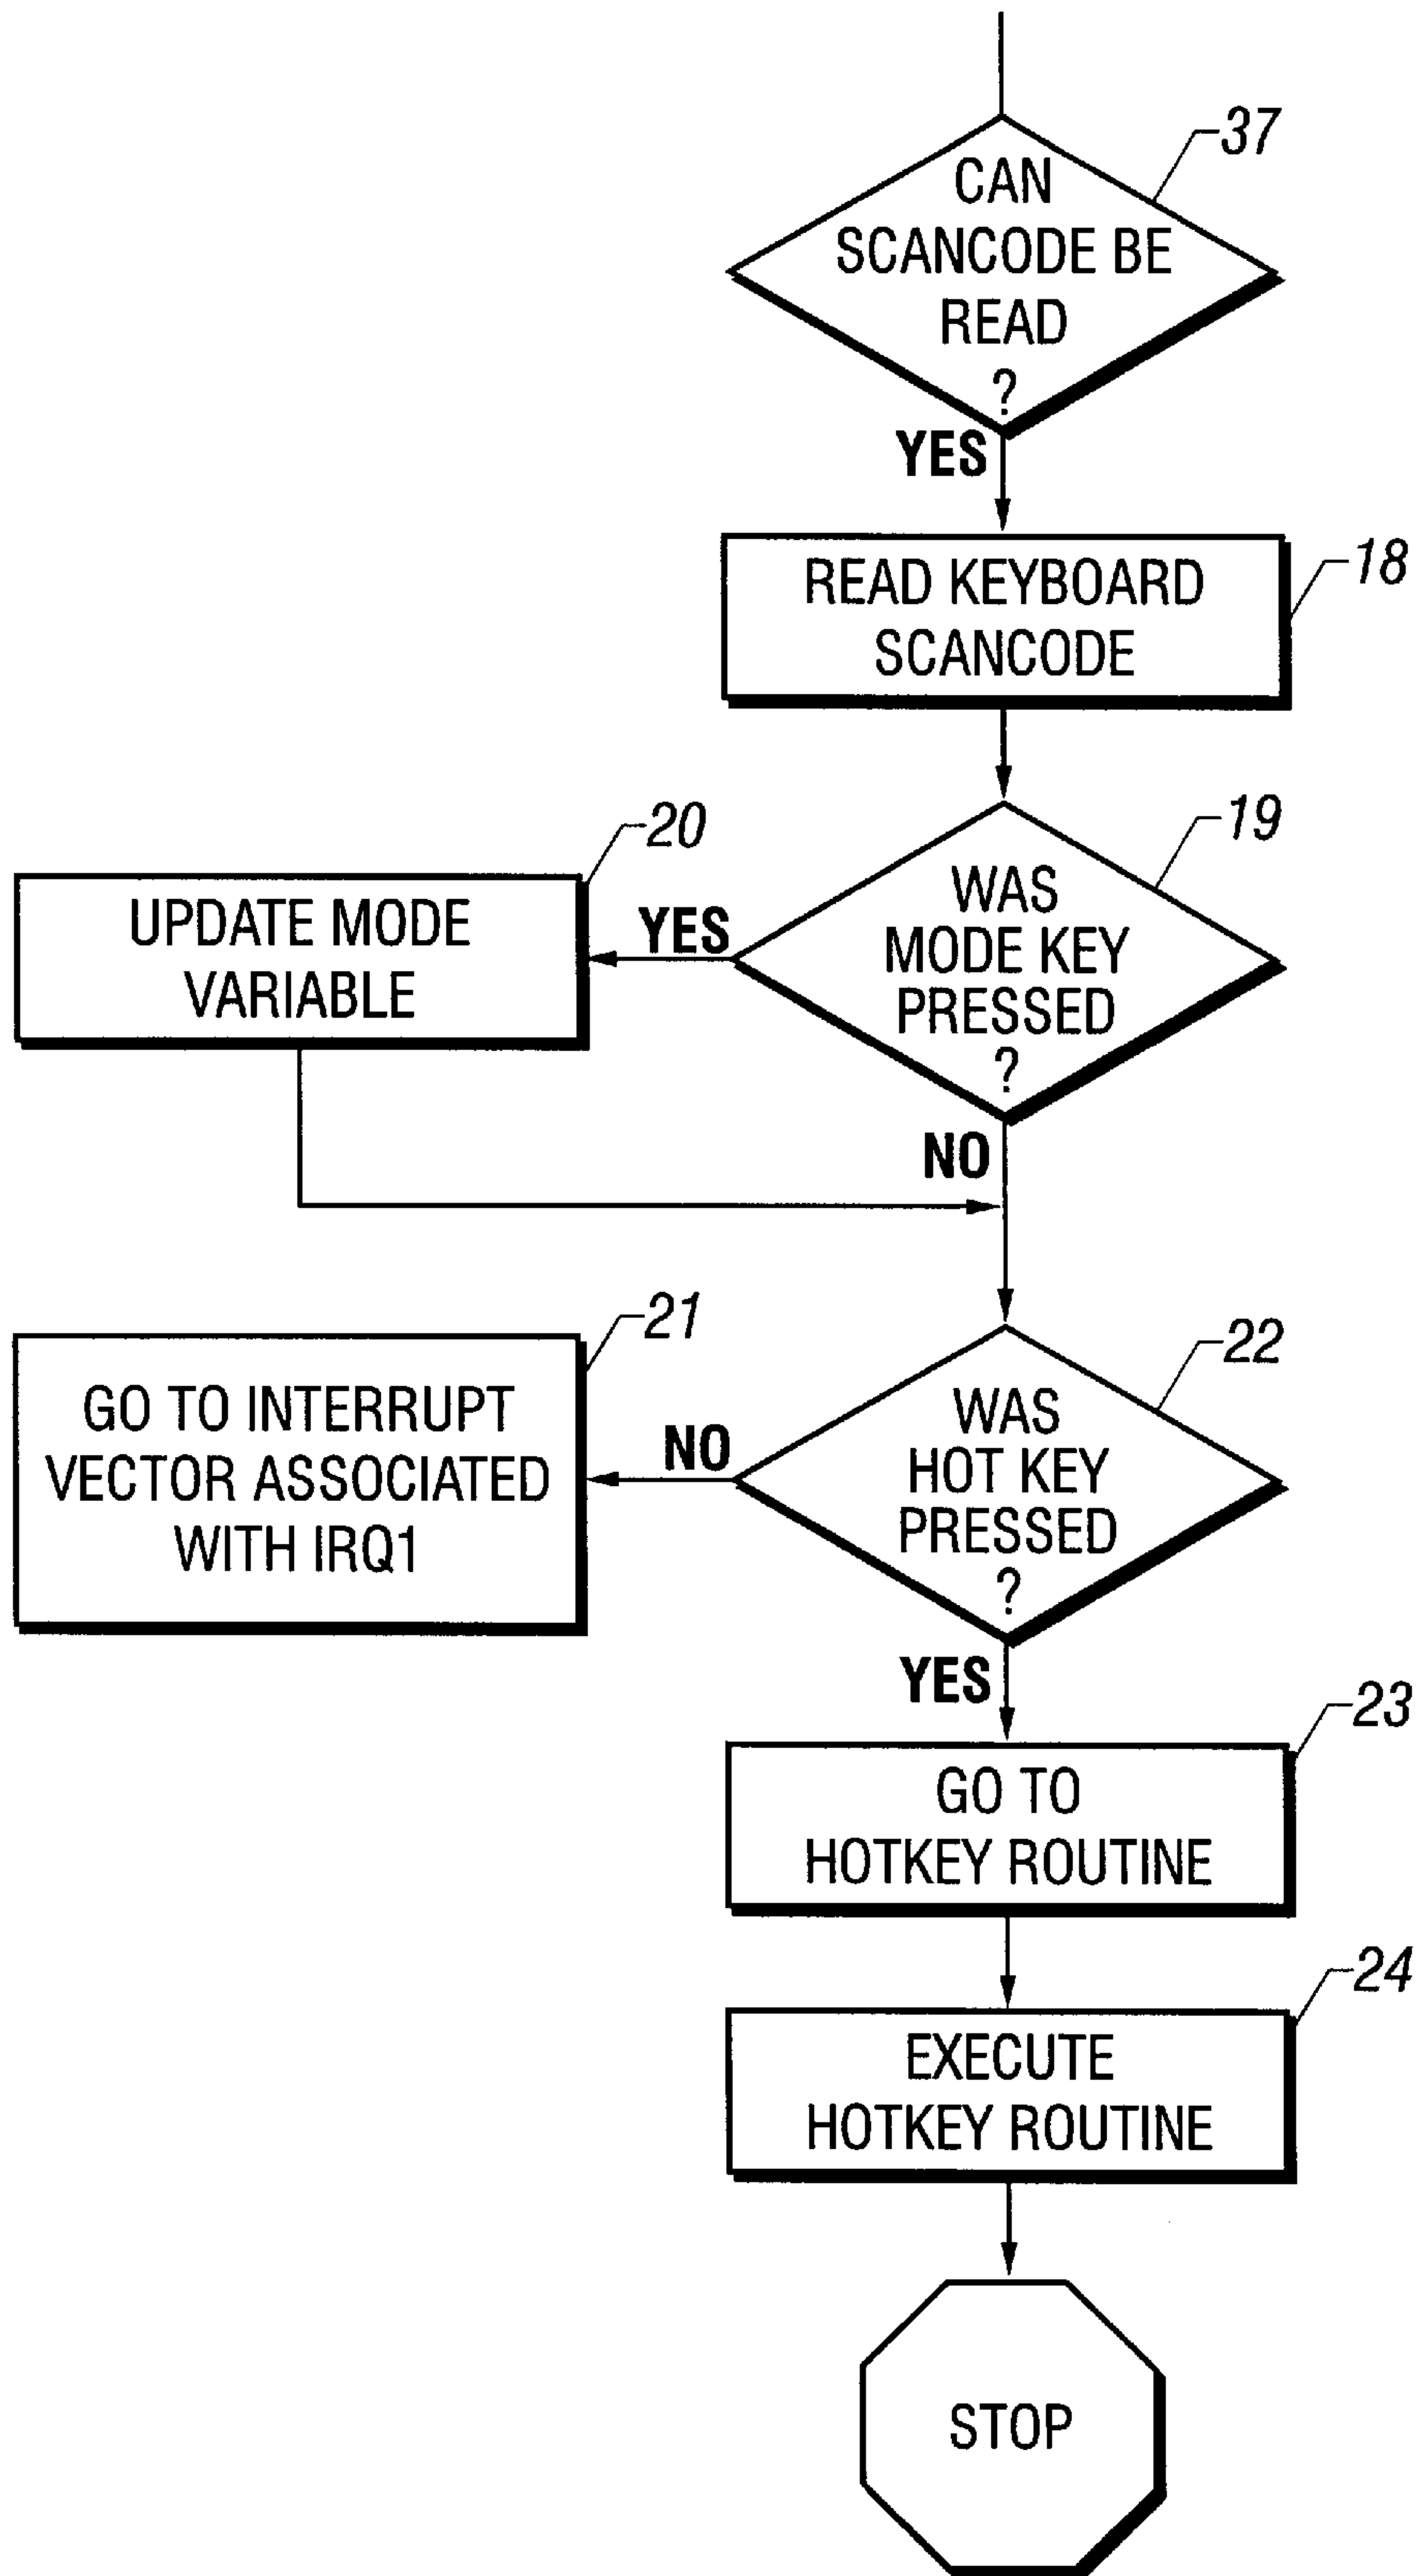 37
CAN
SCANCODE BE
READ
?
YES
18
READ KEYBOARD
SCANCODE
19
WAS
MODE KEY
PRESSED
?
YES
20
UPDATE MODE
VARIABLE
NO
22
WAS
HOT KEY
PRESSED
?
NO
21
GO TO INTERRUPT
VECTOR ASSOCIATED
WITH IRQ1
YES
23
GO TO
HOTKEY ROUTINE
24
EXECUTE
HOTKEY ROUTINE
STOP